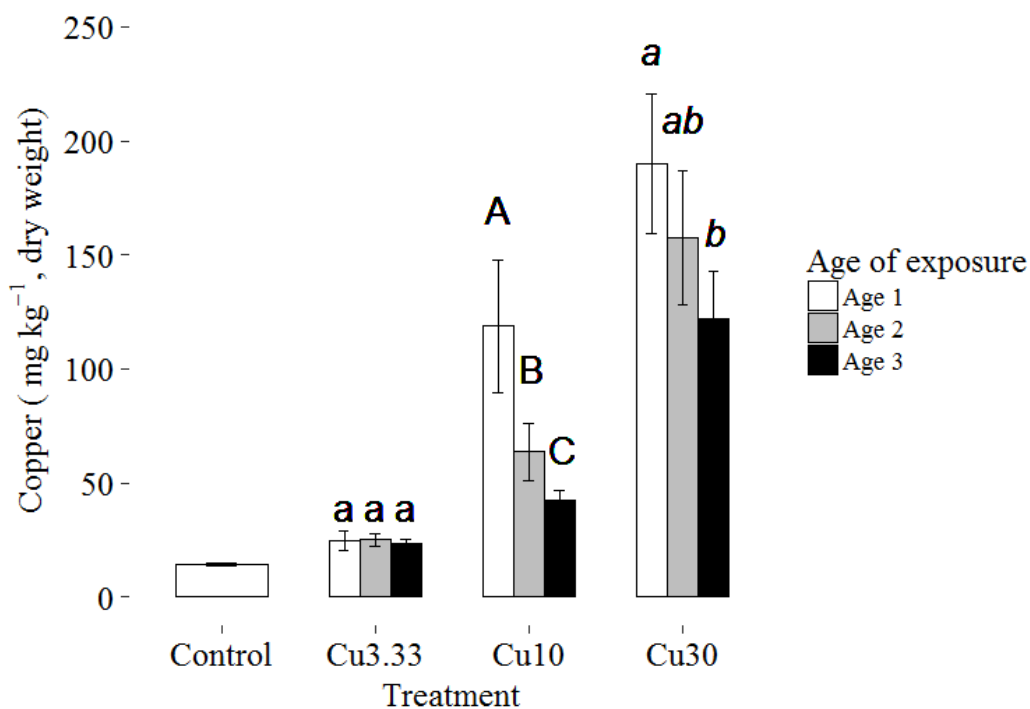 Copper ( mg kg⁻¹ , dry weight)
250
200
150
100
50
0
a a a
A
B
C
a
ab
b
Control Cu3.33 Cu10 Cu30
Treatment
Age of exposure
Age 1
Age 2
Age 3